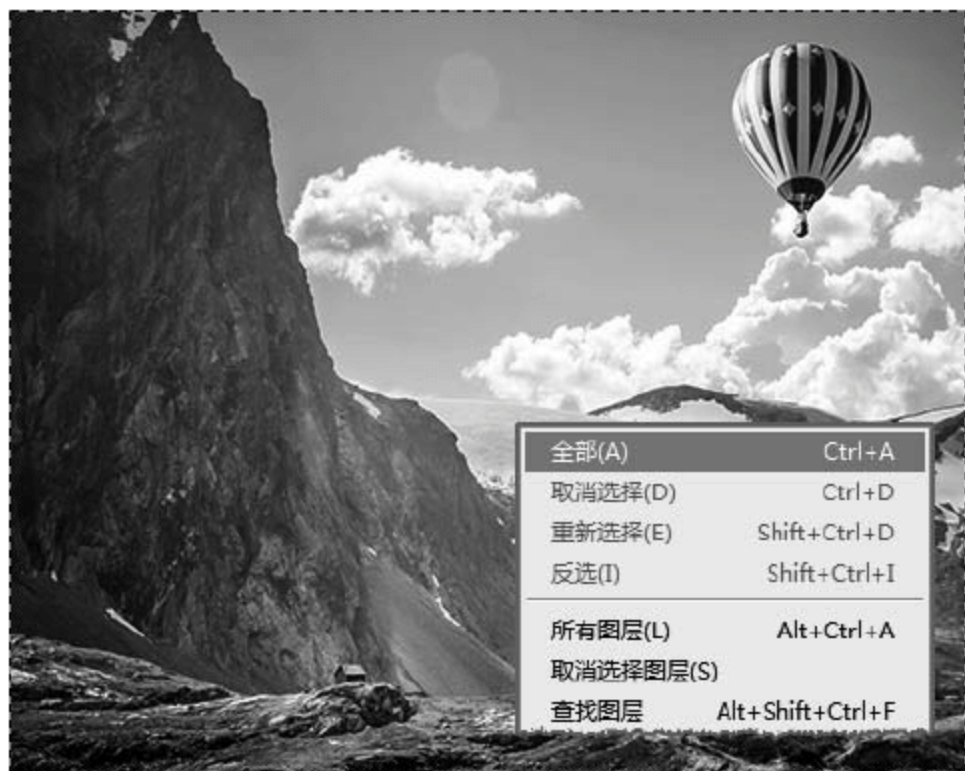 全部(A) Ctrl+A
取消选择(D) Ctrl+D
重新选择(E) Shift+Ctrl+D
反选(I) Shift+Ctrl+I
所有图层(L) Alt+Ctrl+A
取消选择图层(S)
查找图层 Alt+Shift+Ctrl+F